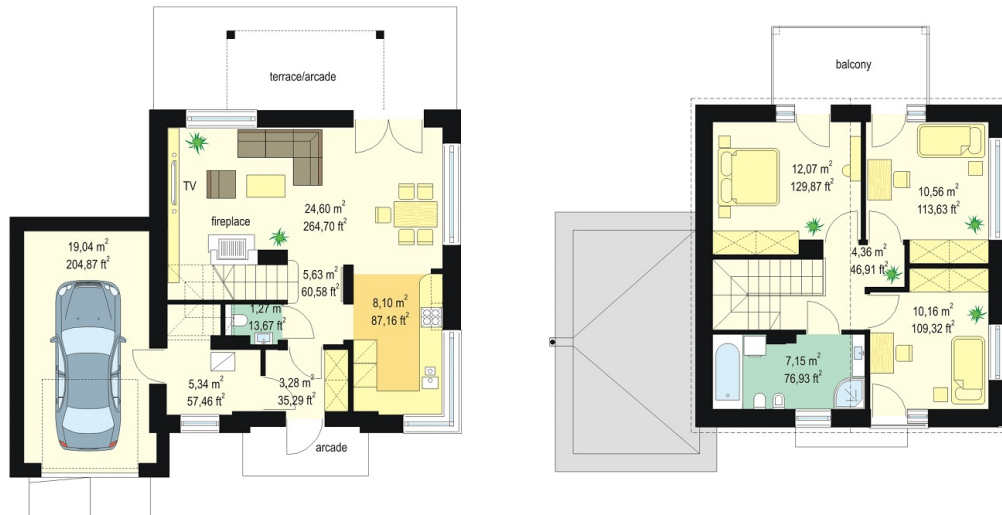 terrace/arcade
TV
24,60 m²
264,70 ft²
fireplace
19,04 m²
204,87 ft²
5,63 m²
60,58 ft²
8,10 m²
87,16 ft²
1,27 m²
13,67 ft²
5,34 m²
57,46 ft²
3,28 m²
35,29 ft²
arcade
balcony
12,07 m²
129,87 ft²
10,56 m²
113,63 ft²
4,36 m²
46,91 ft²
10,16 m²
109,32 ft²
7,15 m²
76,93 ft²